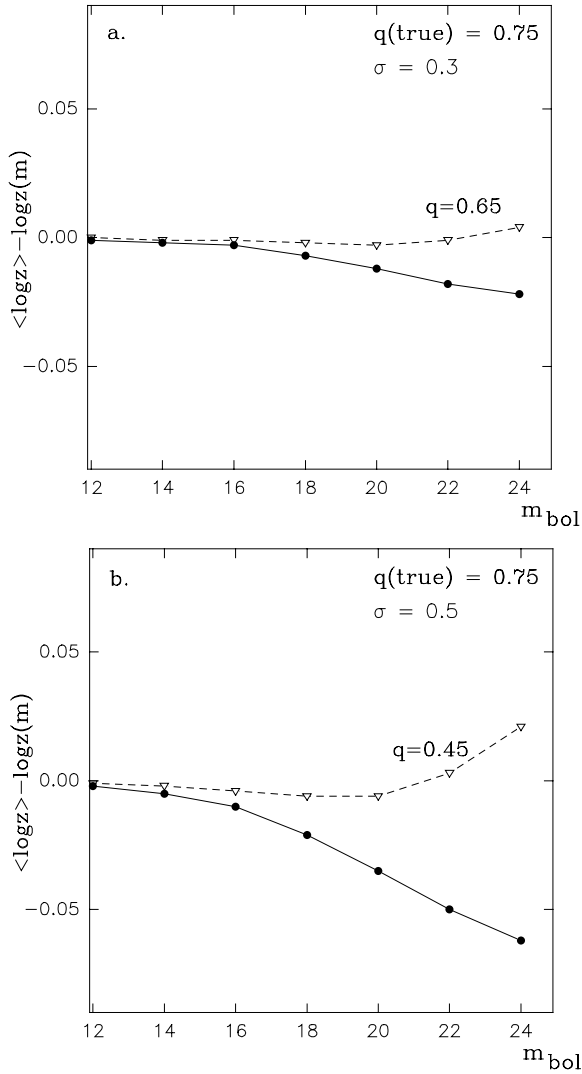 a.
q(true) = 0.75
σ = 0.3
0.05
q=0.65
0.00
−0.05
<logz>−logz(m)
12 14 16 18 20 22 24
m_bol
b.
q(true) = 0.75
σ = 0.5
0.05
q=0.45
0.00
−0.05
<logz>−logz(m)
12 14 16 18 20 22 24
m_bol